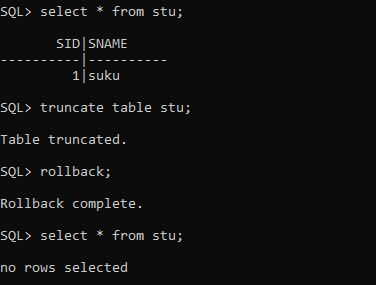 SQL> select * from stu;
       SID|SNAME
----------|----------
         1|suku
SQL> truncate table stu;
Table truncated.
SQL> rollback;
Rollback complete.
SQL> select * from stu;
no rows selected